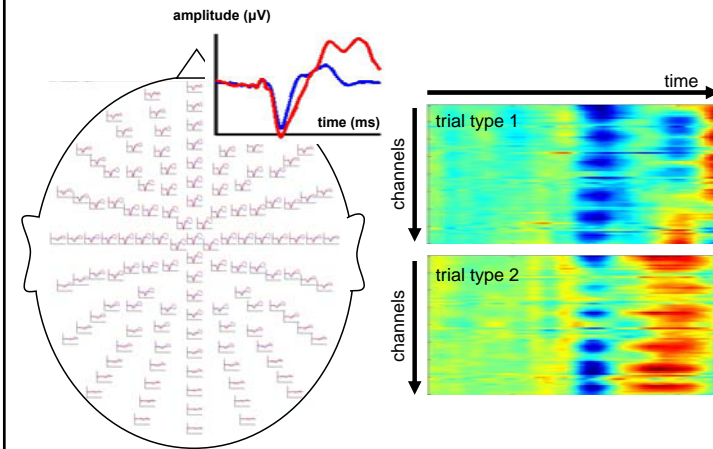 amplitude (µV)
time (ms)
time
trial type 1
channels
trial type 2
channels